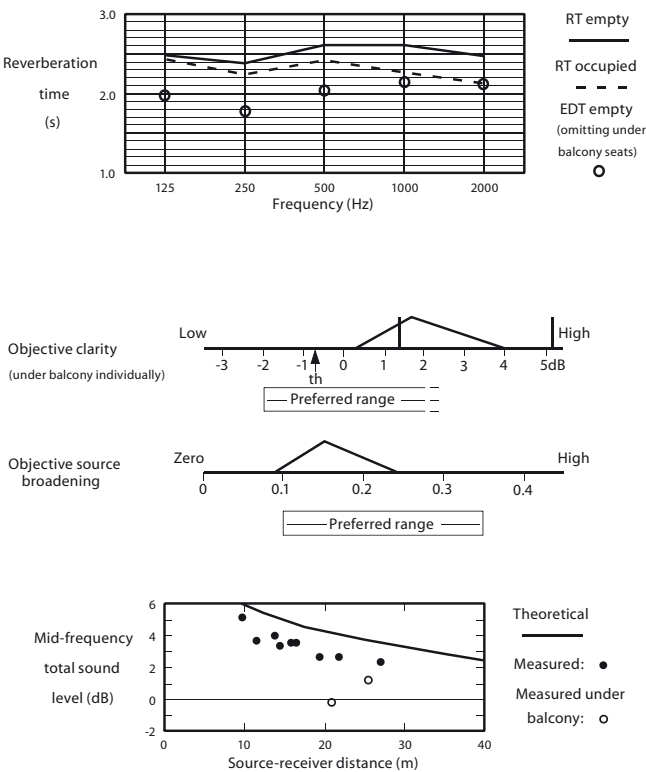 3.0
Reverberation
time
(s)
2.0
1.0
125 250 500 1000 2000
Frequency (Hz)
RT empty
RT occupied
EDT empty
(omitting under
balcony seats)
Objective clarity
(under balcony individually)
Low High
-3 -2 -1 0 1 2 3 4 5dB
th
Preferred range
Objective source
broadening
Zero High
0 0.1 0.2 0.3 0.4
Preferred range
Mid-frequency
total sound
level (dB)
6
4
2
0
-2
0 10 20 30 40
Source-receiver distance (m)
Theoretical
Measured:
Measured under
balcony: